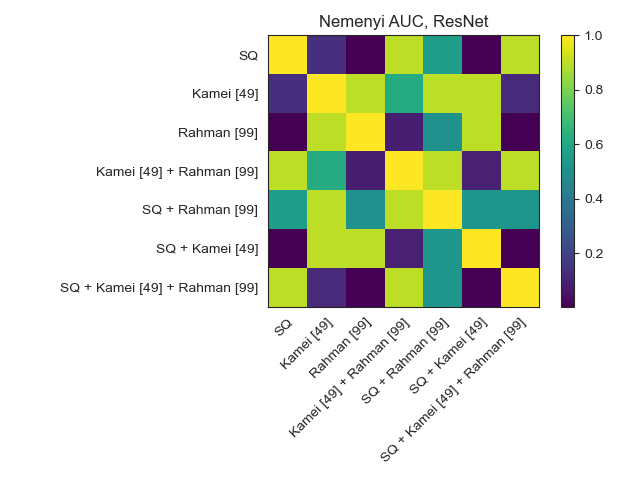 Nemenyi AUC, ResNet
SQ
Kamei [49]
Rahman [99]
Kamei [49] + Rahman [99]
SQ + Rahman [99]
SQ + Kamei [49]
SQ + Kamei [49] + Rahman [99]
SQ
Kamei [49]
Rahman [99]
Kamei [49] + Rahman [99]
SQ + Rahman [99]
SQ + Kamei [49]
SQ + Kamei [49] + Rahman [99]
1.0
0.8
0.6
0.4
0.2